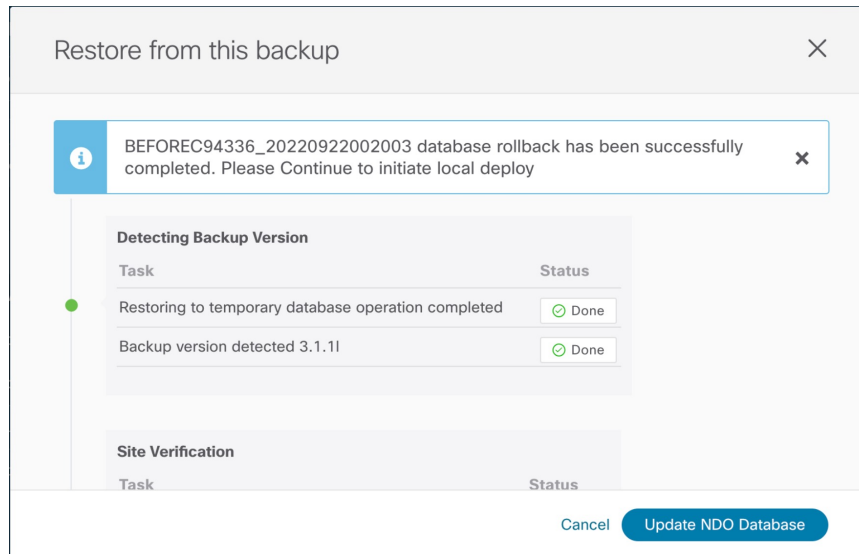 Restore from this backup
BEFOREC94336_20220922002003 database rollback has been successfully
completed. Please Continue to initiate local deploy
Detecting Backup Version
Task Status
Restoring to temporary database operation completed Done
Backup version detected 3.1.1l Done
Site Verification
Task Status
Cancel Update NDO Database